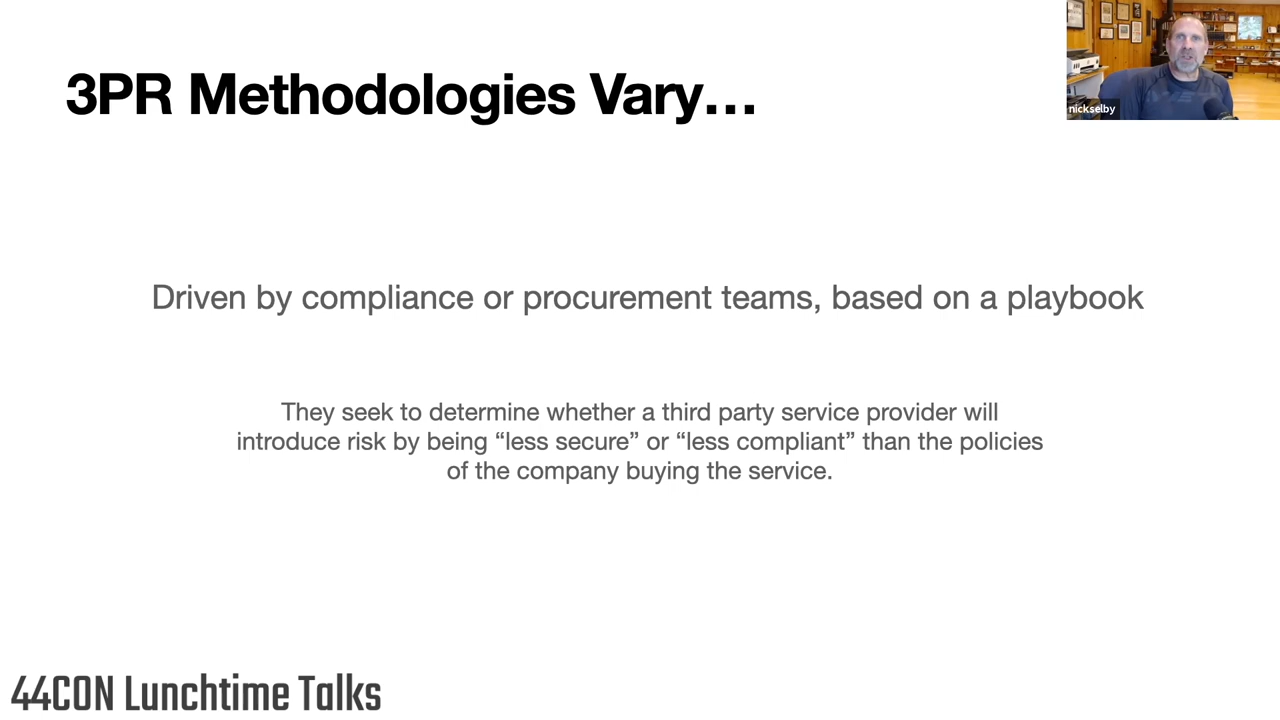 3PR Methodologies Vary…
nickselby
Driven by compliance or procurement teams, based on a playbook
They seek to determine whether a third party service provider will
introduce risk by being “less secure” or “less compliant” than the policies
of the company buying the service.
44CON Lunchtime Talks